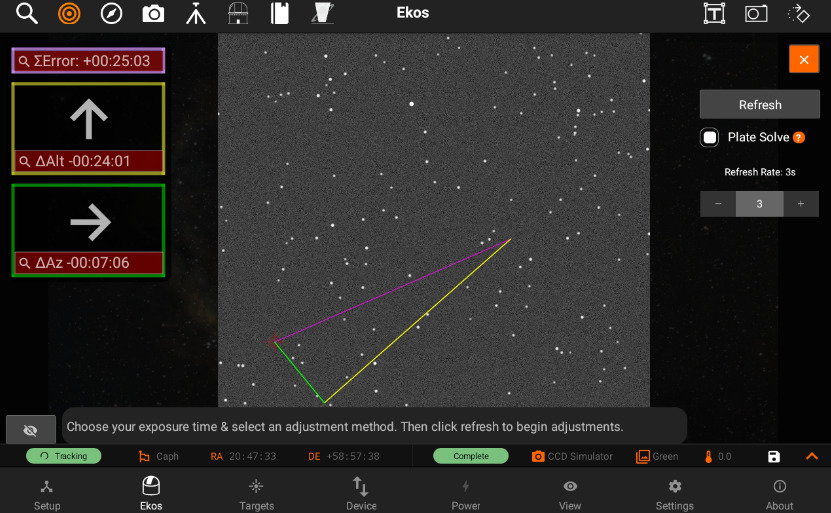 Ekos
ΣError: +00:25:03
ΔAlt -00:24:01
ΔAz -00:07:06
Refresh
Plate Solve ?
Refresh Rate: 3s
− 3 +
Choose your exposure time & select an adjustment method. Then click refresh to begin adjustments.
Tracking Caph RA 20:47:33 DE +58:57:38 Complete CCD Simulator Green 0.0
Setup Ekos Targets Device Power View Settings About